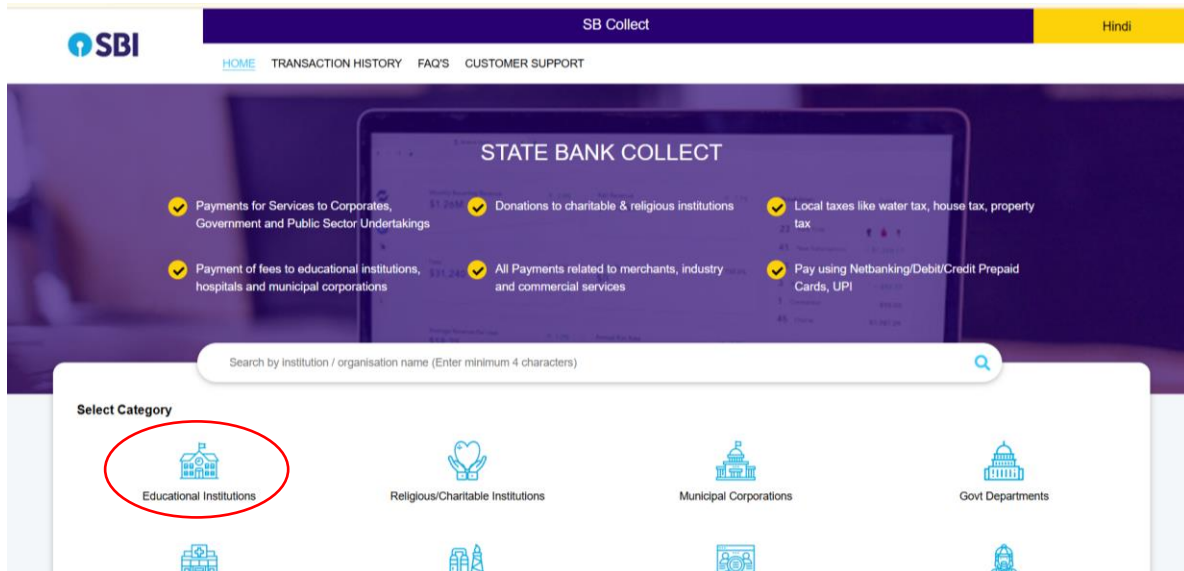 SB Collect
Hindi
SBI
HOME TRANSACTION HISTORY FAQ'S CUSTOMER SUPPORT
STATE BANK COLLECT
Payments for Services to Corporates,
Government and Public Sector Undertakings
Donations to charitable & religious institutions
Local taxes like water tax, house tax, property
tax
Payment of fees to educational institutions,
hospitals and municipal corporations
All Payments related to merchants, industry
and commercial services
Pay using Netbanking/Debit/Credit Prepaid
Cards, UPI
Search by institution / organisation name (Enter minimum 4 characters)
Select Category
Educational Institutions
Religious/Charitable Institutions
Municipal Corporations
Govt Departments